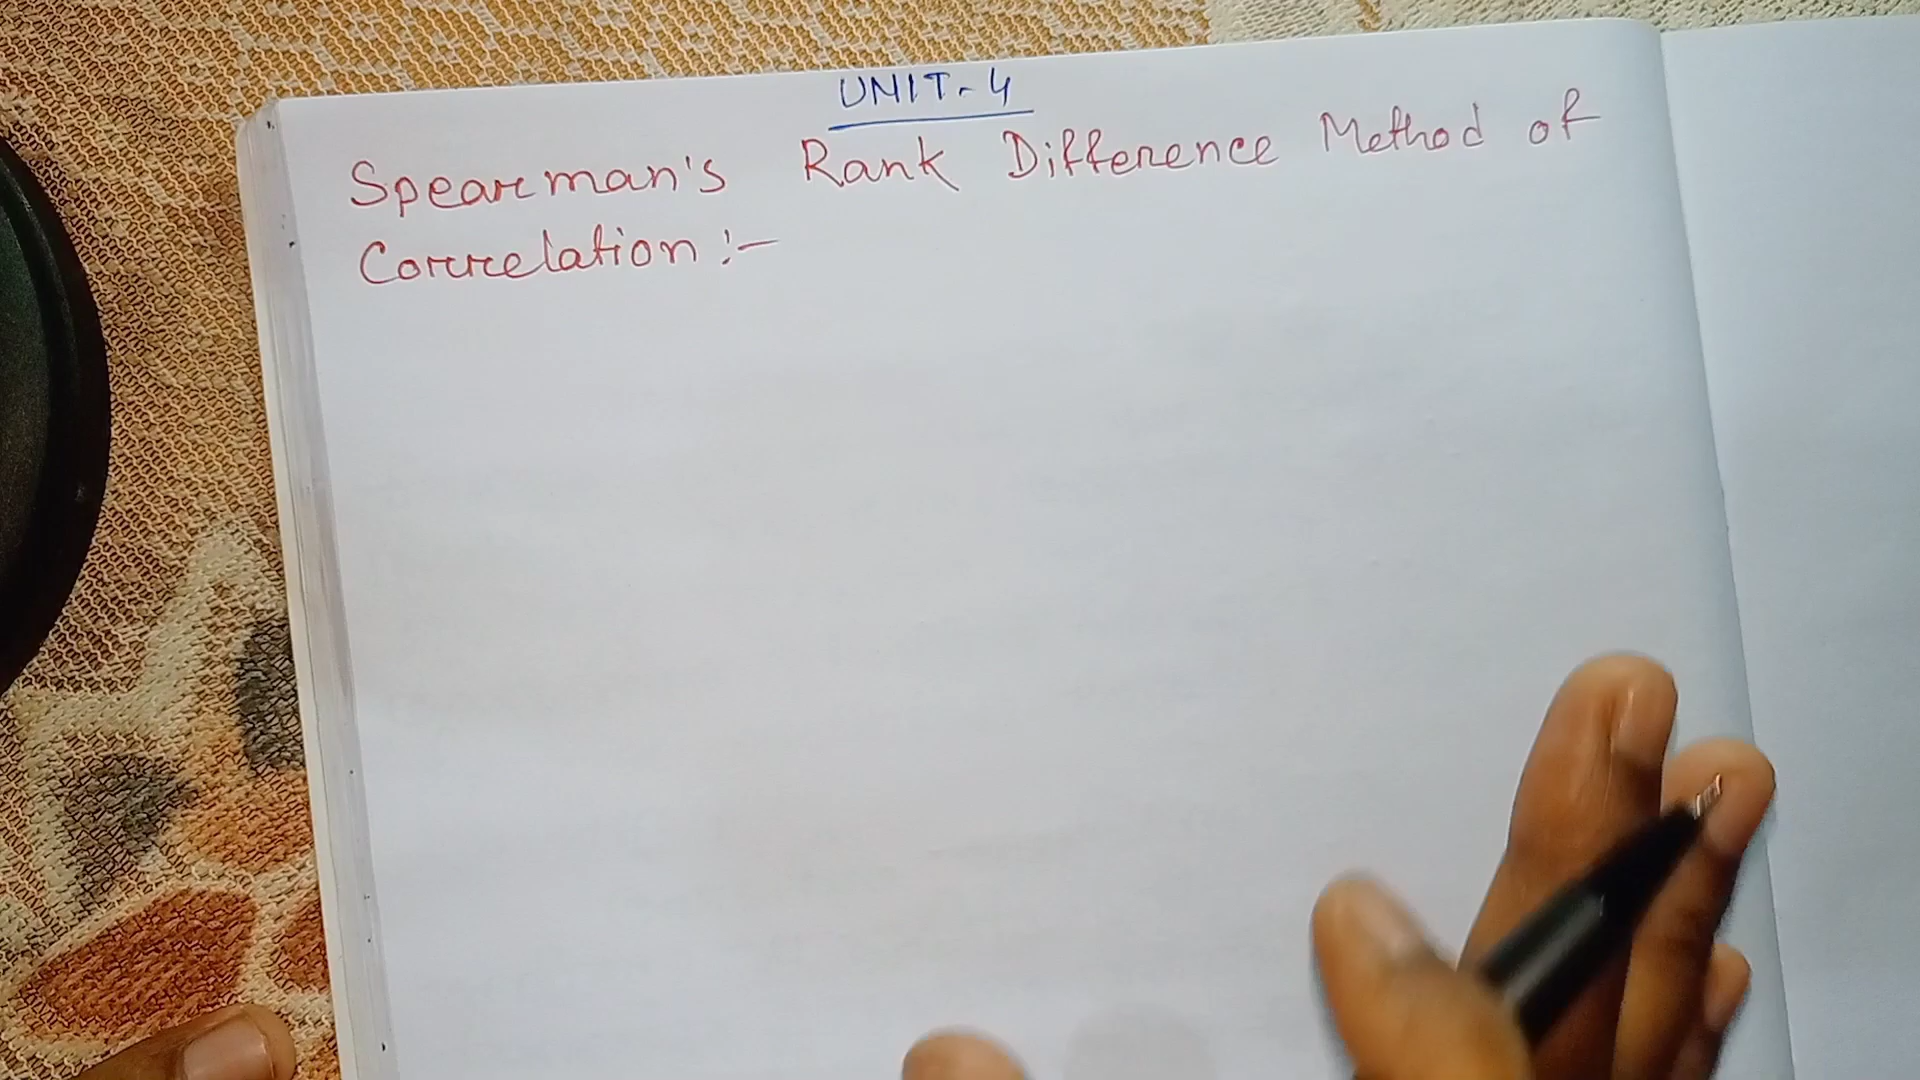 UNIT-4
Spearman's Rank Difference Method of
Correlation :-